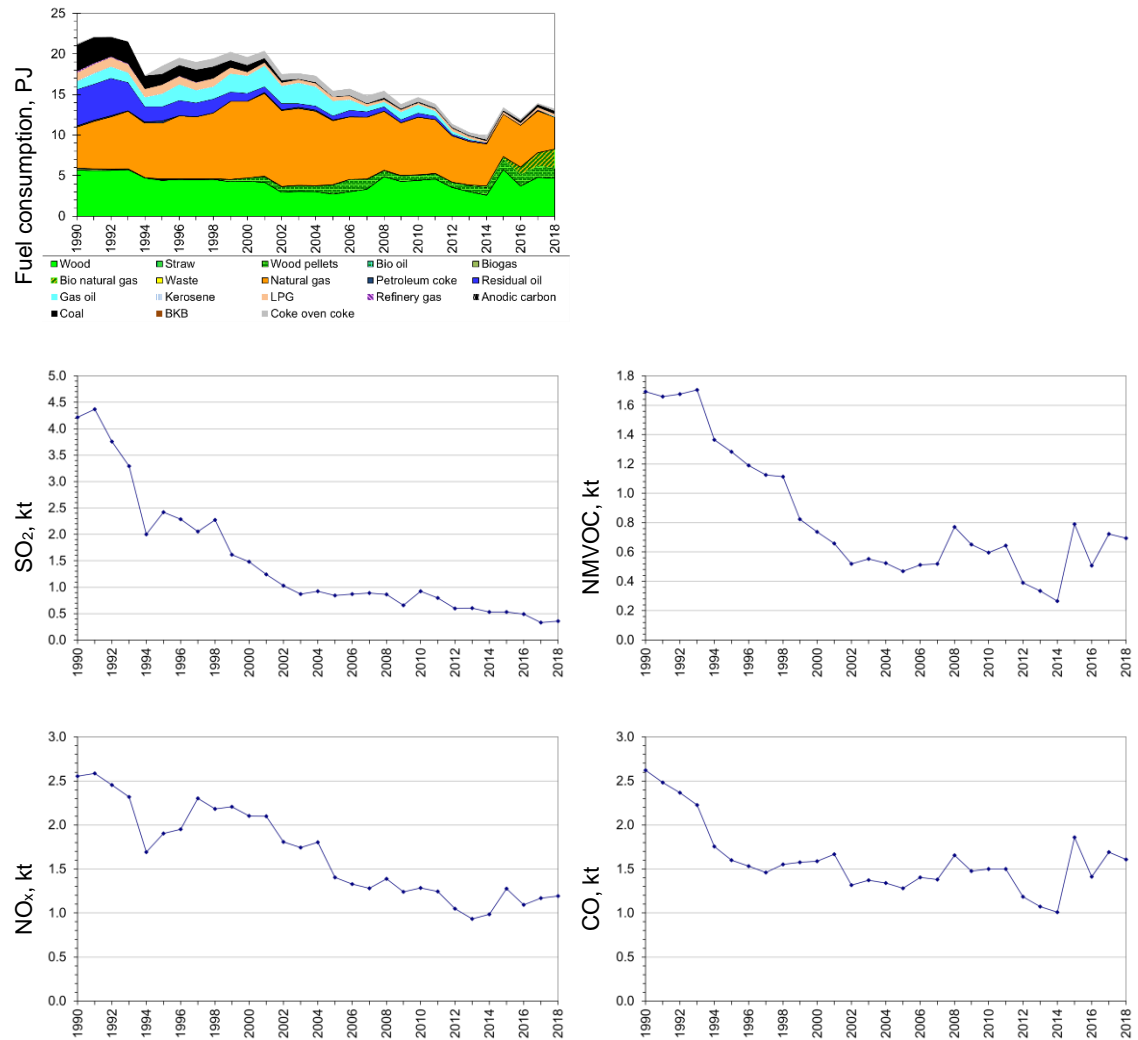 Fuel consumption, PJ
25
20
15
10
5
0
1990 1992 1994 1996 1998 2000 2002 2004 2006 2008 2010 2012 2014 2016 2018
Wood Straw Wood pellets Bio oil Biogas
Bio natural gas Waste Natural gas Petroleum coke Residual oil
Gas oil Kerosene LPG Refinery gas Anodic carbon
Coal BKB Coke oven coke
SO2, kt
5.0
4.5
4.0
3.5
3.0
2.5
2.0
1.5
1.0
0.5
0.0
1990 1992 1994 1996 1998 2000 2002 2004 2006 2008 2010 2012 2014 2016 2018
NMVOC, kt
1.8
1.6
1.4
1.2
1.0
0.8
0.6
0.4
0.2
0.0
1990 1992 1994 1996 1998 2000 2002 2004 2006 2008 2010 2012 2014 2016 2018
NOx, kt
3.0
2.5
2.0
1.5
1.0
0.5
0.0
1990 1992 1994 1996 1998 2000 2002 2004 2006 2008 2010 2012 2014 2016 2018
CO, kt
3.0
2.5
2.0
1.5
1.0
0.5
0.0
1990 1992 1994 1996 1998 2000 2002 2004 2006 2008 2010 2012 2014 2016 2018